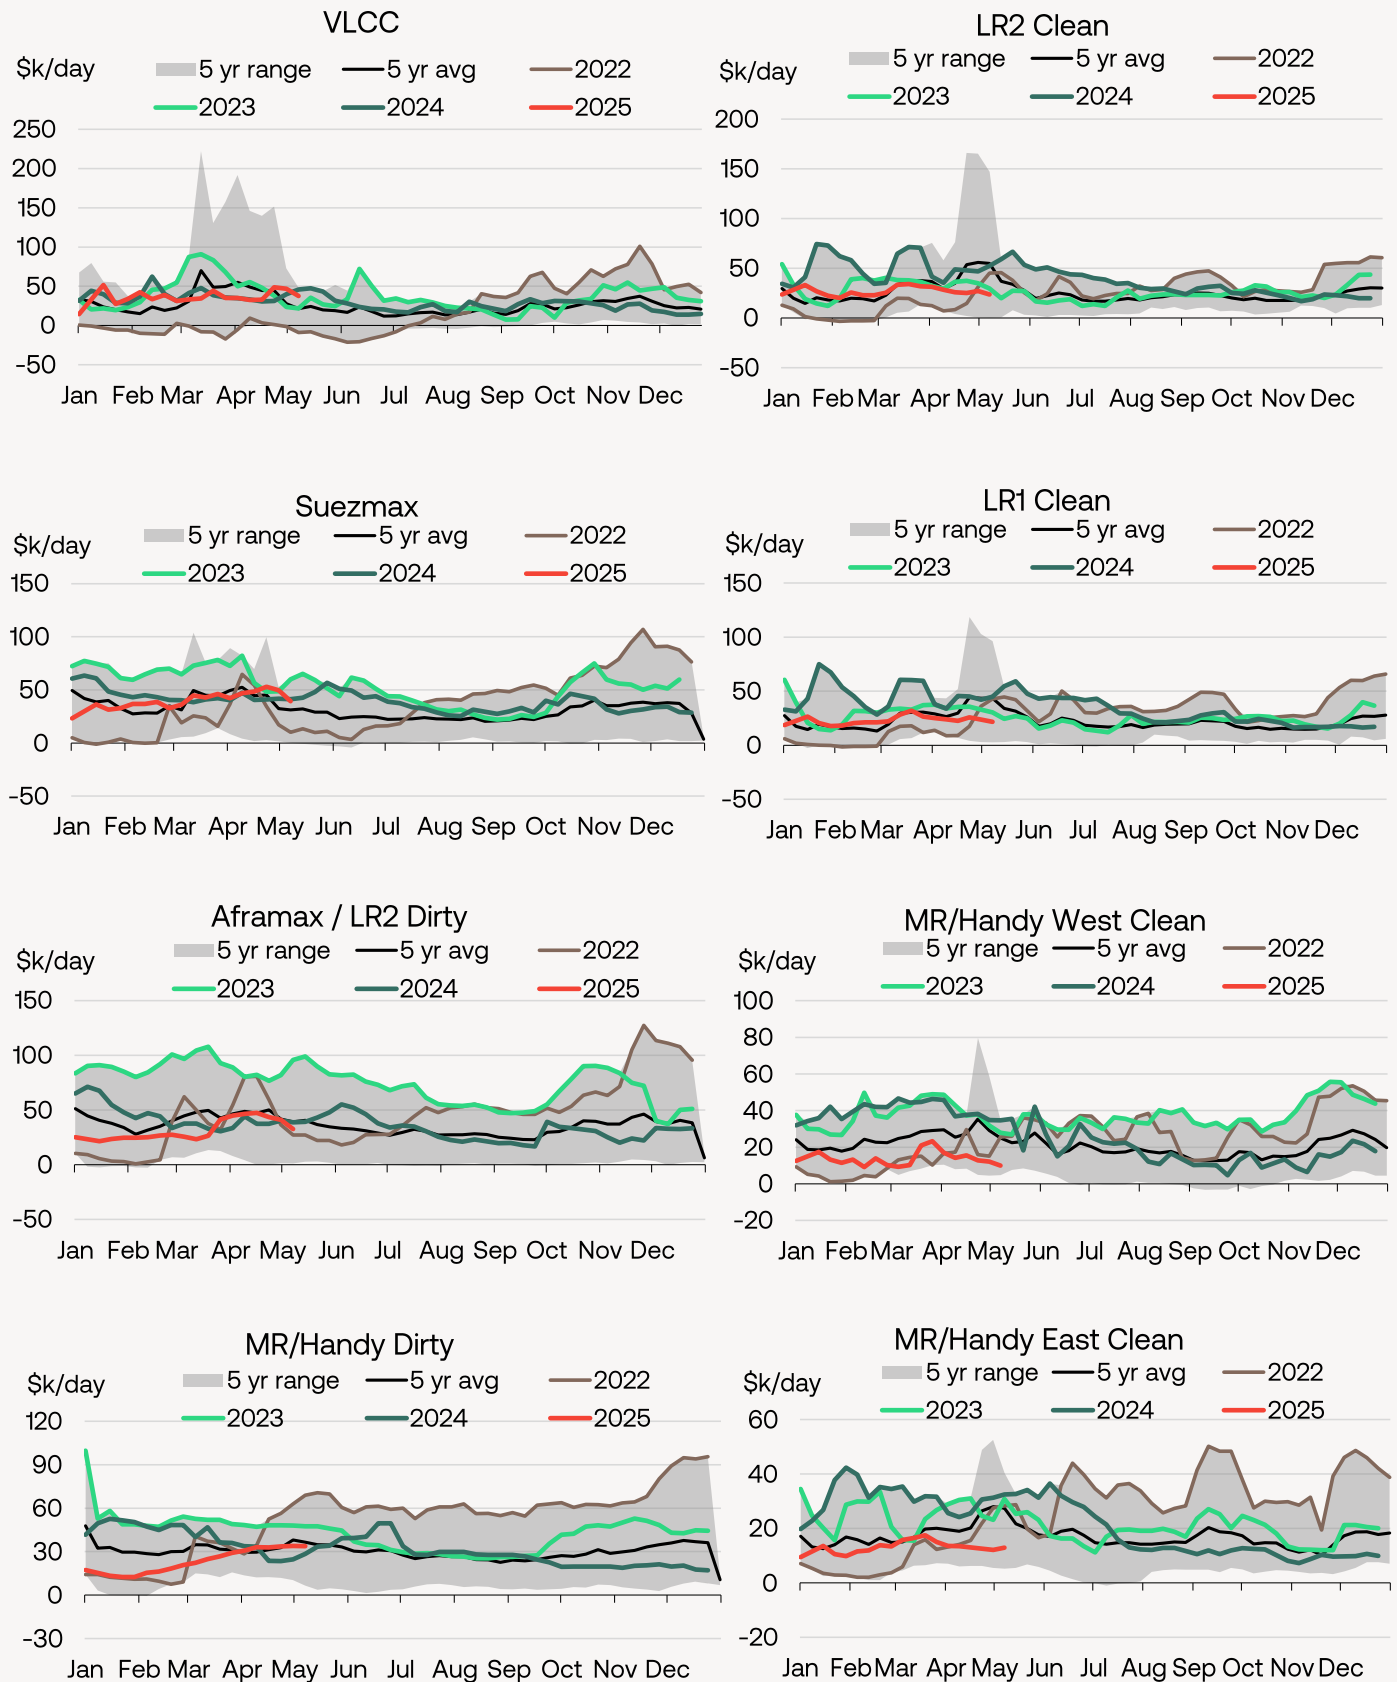 VLCC
$k/day
5 yr range 5 yr avg 2022
2023 2024 2025
250
200
150
100
50
0
-50
Jan Feb Mar Apr May Jun Jul Aug Sep Oct Nov Dec
LR2 Clean
$k/day
5 yr range 5 yr avg 2022
2023 2024 2025
200
150
100
50
0
-50
Jan Feb Mar Apr May Jun Jul Aug Sep Oct Nov Dec
Suezmax
$k/day
5 yr range 5 yr avg 2022
2023 2024 2025
150
100
50
0
-50
Jan Feb Mar Apr May Jun Jul Aug Sep Oct Nov Dec
LR1 Clean
$k/day
5 yr range 5 yr avg 2022
2023 2024 2025
150
100
50
0
-50
Jan Feb Mar Apr May Jun Jul Aug Sep Oct Nov Dec
Aframax / LR2 Dirty
$k/day
5 yr range 5 yr avg 2022
2023 2024 2025
150
100
50
0
-50
Jan Feb Mar Apr May Jun Jul Aug Sep Oct Nov Dec
MR/Handy West Clean
$k/day
5 yr range 5 yr avg 2022
2023 2024 2025
100
80
60
40
20
0
-20
Jan Feb Mar Apr May Jun Jul Aug Sep Oct Nov Dec
MR/Handy Dirty
$k/day
5 yr range 5 yr avg 2022
2023 2024 2025
120
90
60
30
0
-30
Jan Feb Mar Apr May Jun Jul Aug Sep Oct Nov Dec
MR/Handy East Clean
$k/day
5 yr range 5 yr avg 2022
2023 2024 2025
60
40
20
0
-20
Jan Feb Mar Apr May Jun Jul Aug Sep Oct Nov Dec